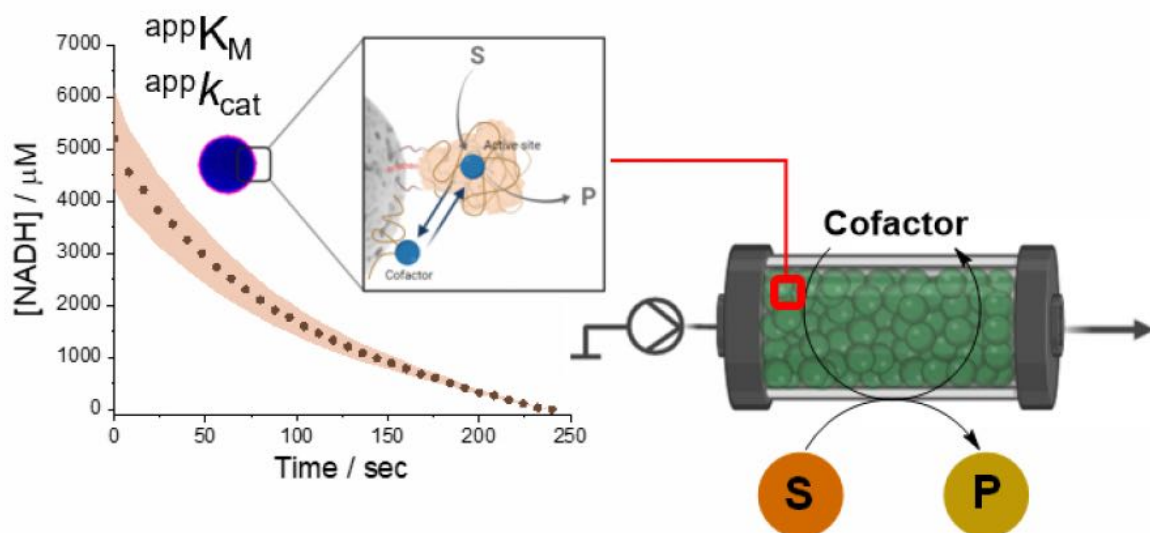 appKM
appkcat
[NADH] / μM
7000
6000
5000
4000
3000
2000
1000
0
0 50 100 150 200 250
Time / sec
S
Active site
P
Cofactor
Cofactor
S
P